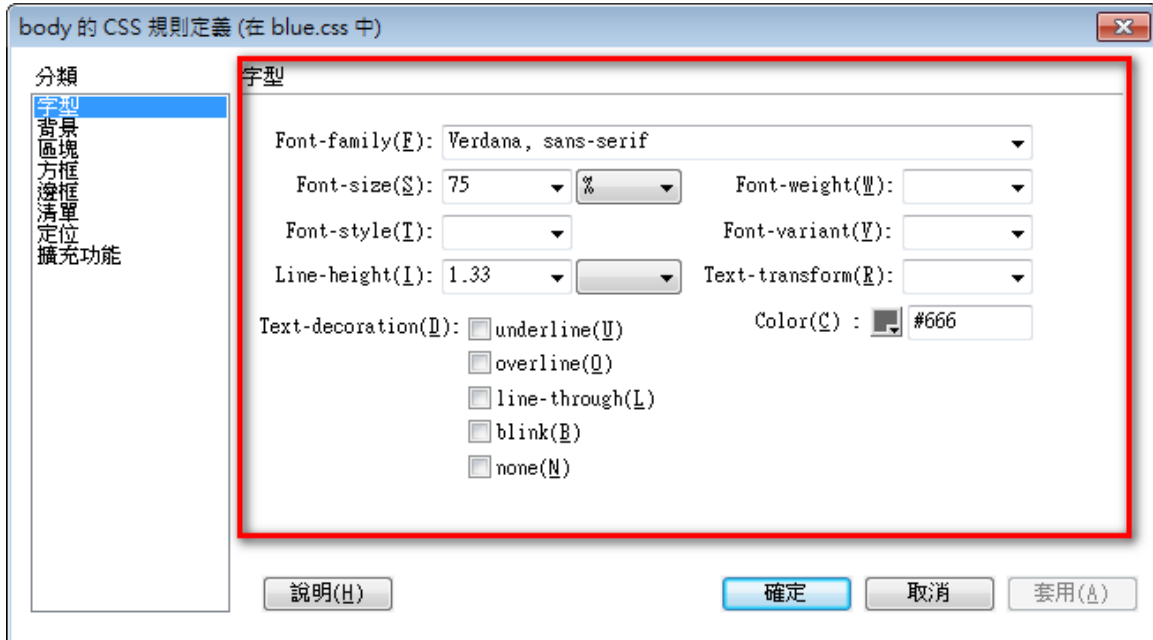 body 的 CSS 規則定義 (在 blue.css 中)
分類
字型
背景
區塊
方框
邊框
清單
定位
擴充功能
字型
Font-family(F): Verdana, sans-serif
Font-size(S): 75 % Font-weight(W):
Font-style(T): Font-variant(V):
Line-height(I): 1.33 Text-transform(R):
Text-decoration(D): underline(U) Color(C) : #666
overline(O)
line-through(L)
blink(B)
none(N)
說明(H) 確定 取消 套用(A)